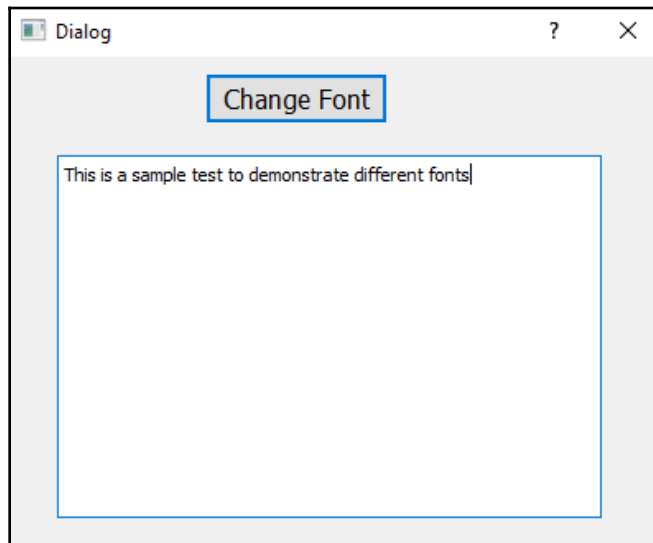 Dialog
?
Change Font
This is a sample test to demonstrate different fonts